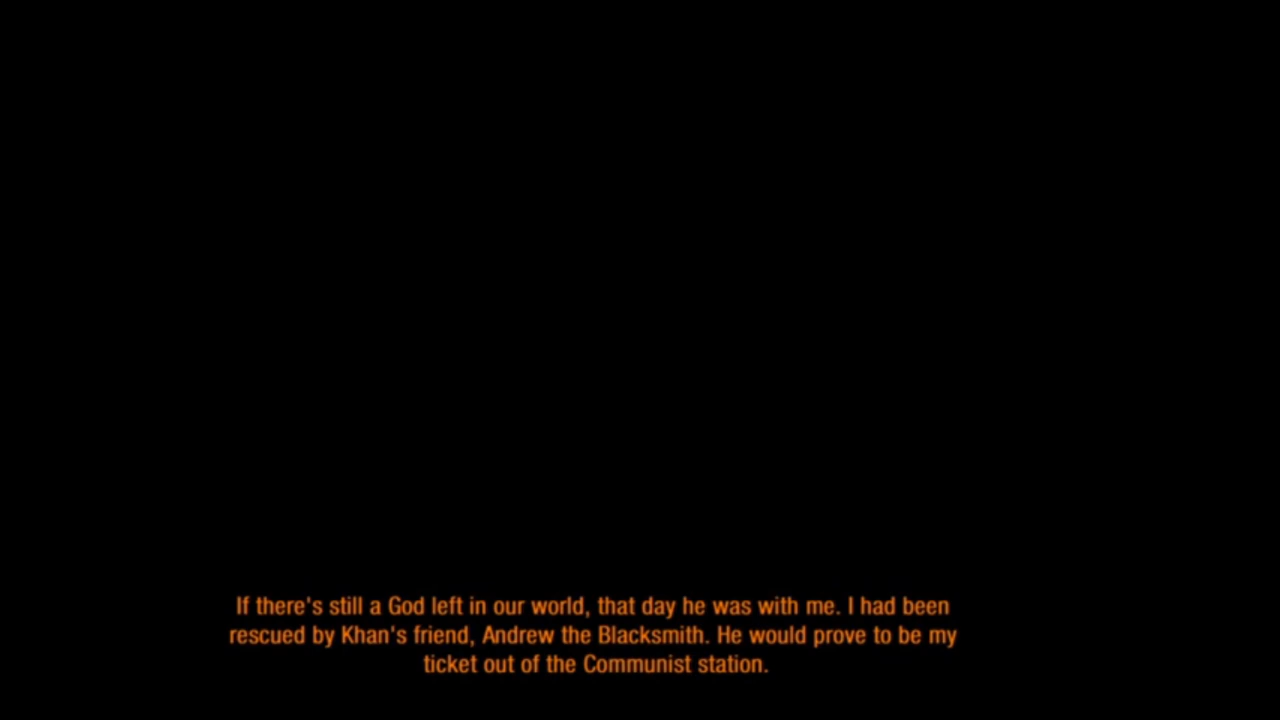 If there's still a God left in our world, that day he was with me. I had been
rescued by Khan's friend, Andrew the Blacksmith. He would prove to be my
ticket out of the Communist station.